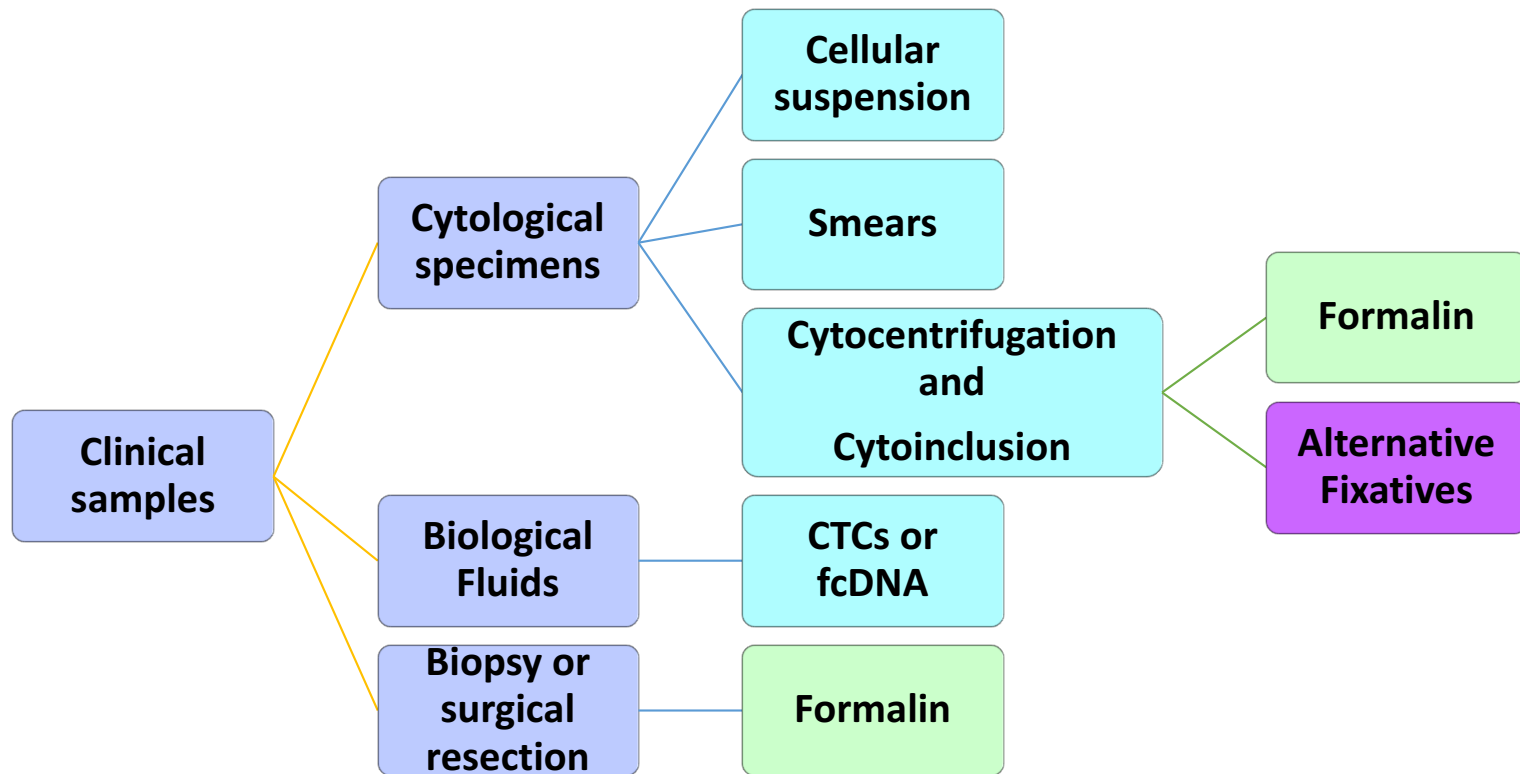 Clinical
samples
Cytological
specimens
Cellular
suspension
Smears
Cytocentrifugation
and
Cytoinclusion
Formalin
Alternative
Fixatives
Biological
Fluids
CTCs or
fcDNA
Biopsy or
surgical
resection
Formalin